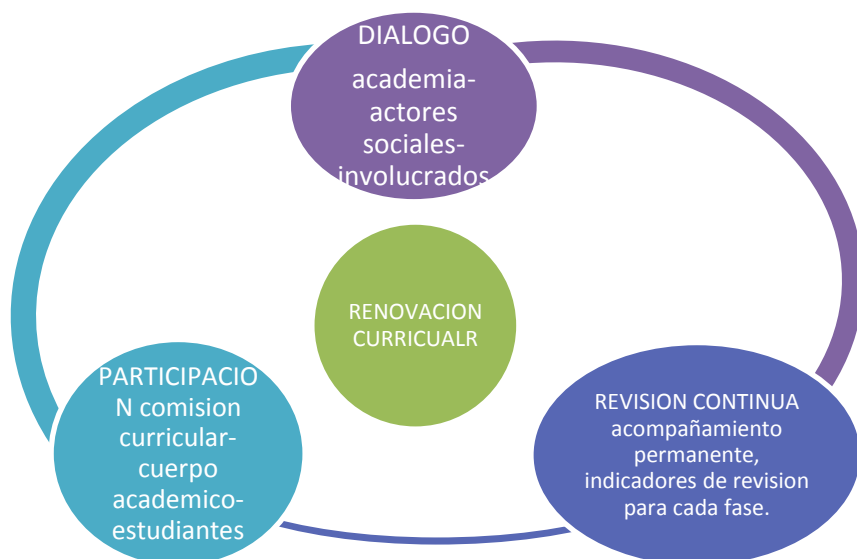 DIALOGO
academia-
actores
sociales-
involucrados
RENOVACION
CURRICUALR
PARTICIPACIO
N comision
curricular-
cuerpo
academico-
estudiantes
REVISION CONTINUA
acompañamiento
permanente,
indicadores de revision
para cada fase.